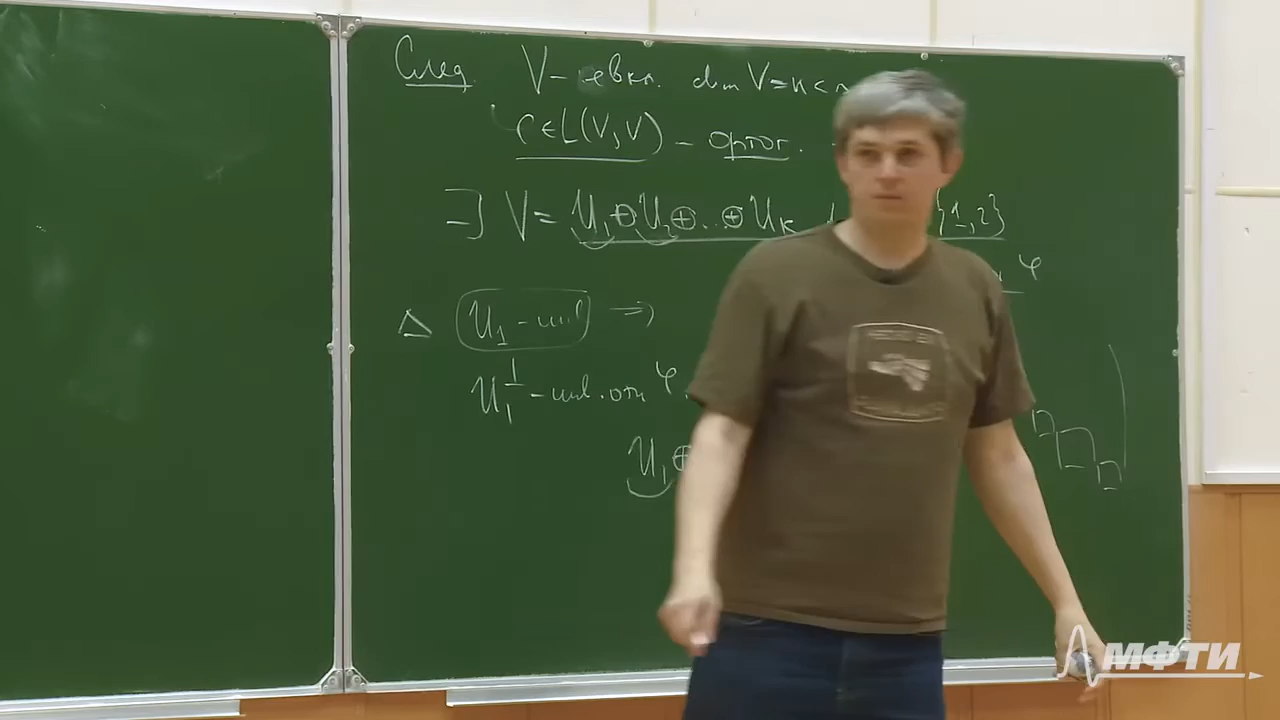 След. V – евкл. dim V = n <
φ ∈ L(V, V) – ортог.
⇒ ∃ V = U₁ ⊕ U₂ ⊕ … ⊕ Uₖ {1,2}
φ
Δ U₁ – инв ⇒
U₁^⊥ – инв. отн φ.
U₁ ⊕
МФТИ